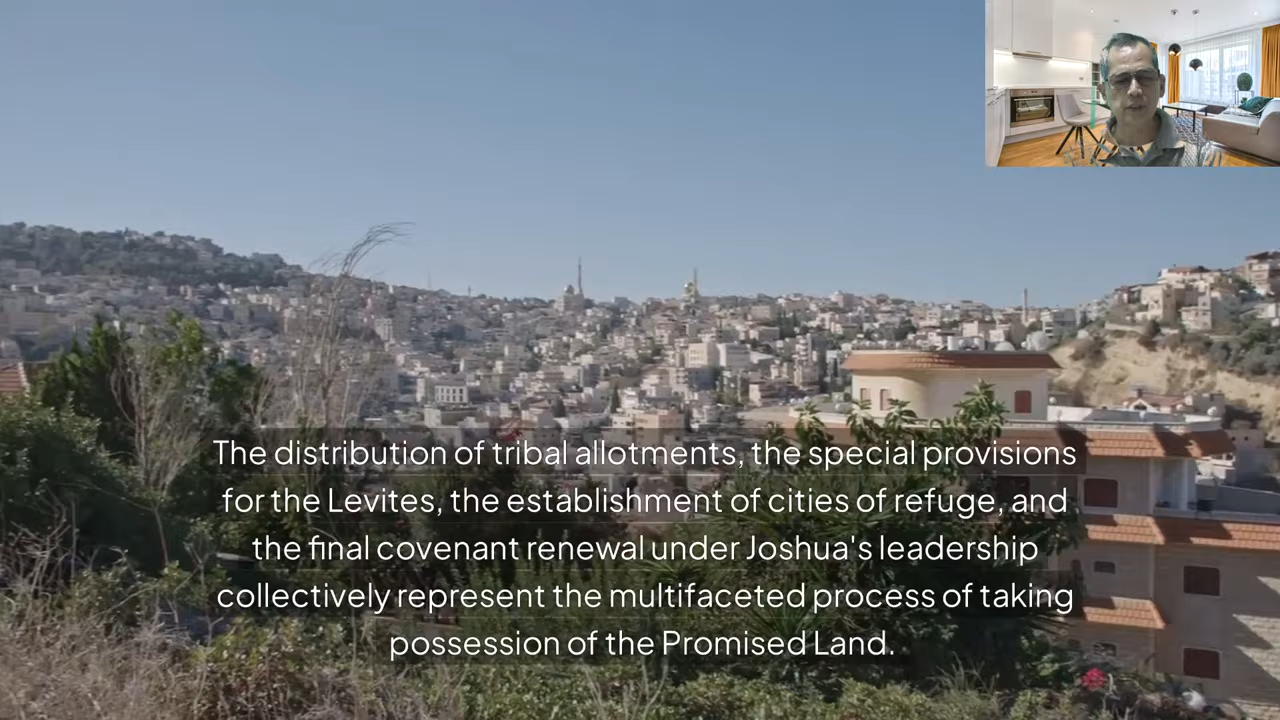 The distribution of tribal allotments, the special provisions
for the Levites, the establishment of cities of refuge, and
the final covenant renewal under Joshua's leadership
collectively represent the multifaceted process of taking
possession of the Promised Land.